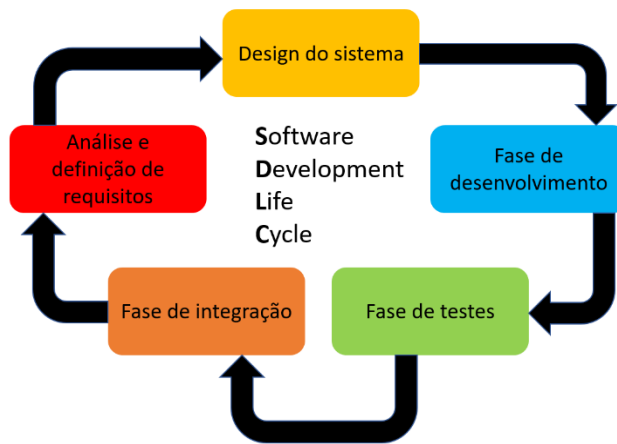 Design do sistema
Análise e
definição de
requisitos
Software
Development
Life
Cycle
Fase de
desenvolvimento
Fase de integração
Fase de testes